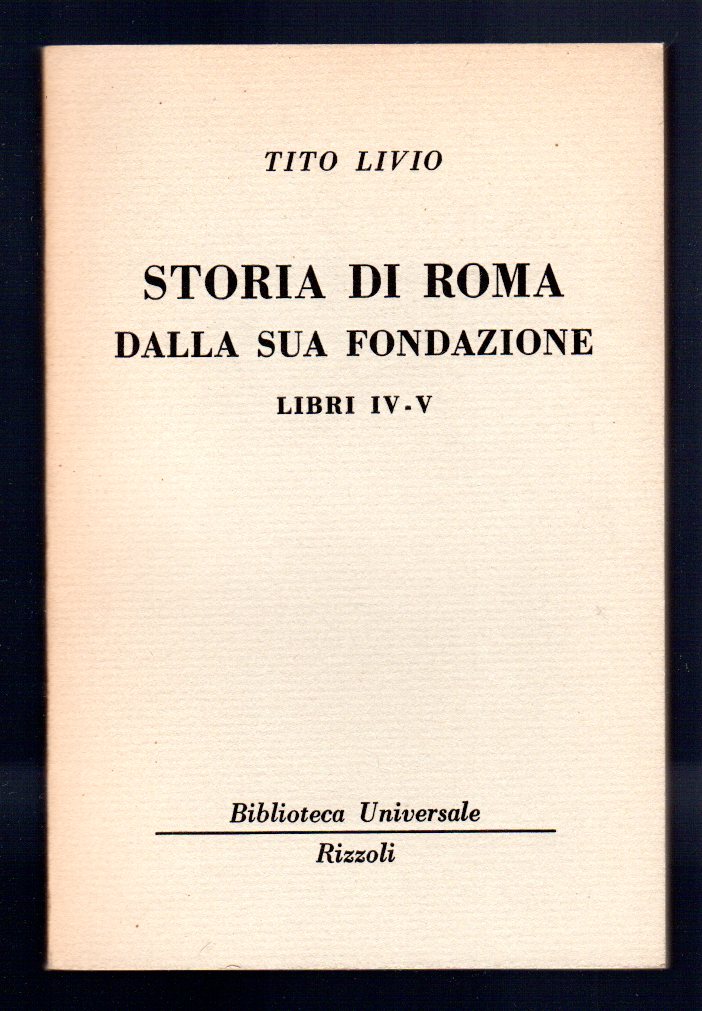 TITO LIVIO
STORIA DI ROMA
DALLA SUA FONDAZIONE
LIBRI IV-V
Biblioteca Universale
Rizzoli